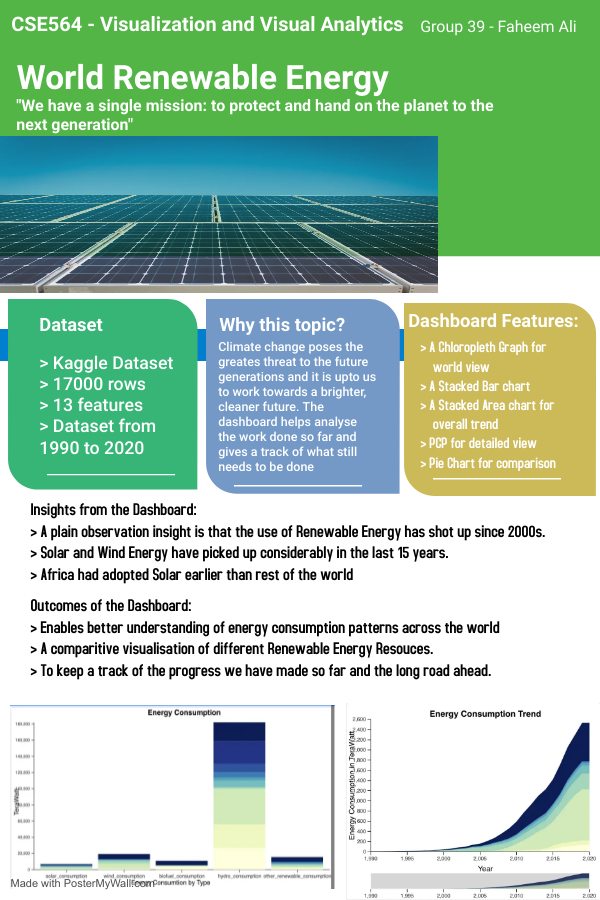 CSE564 - Visualization and Visual Analytics
Group 39 - Faheem Ali
World Renewable Energy
"We have a single mission: to protect and hand on the planet to the
next generation"
Dataset
> Kaggle Dataset
> 17000 rows
> 13 features
> Dataset from
1990 to 2020
Why this topic?
Climate change poses the
greates threat to the future
generations and it is upto us
to work towards a brighter,
cleaner future. The
dashboard helps analyse
the work done so far and
gives a track of what still
needs to be done
Dashboard Features:
> A Chloropleth Graph for
world view
> A Stacked Bar chart
> A Stacked Area chart for
overall trend
> PCP for detailed view
> Pie Chart for comparison
Insights from the Dashboard:
> A plain observation insight is that the use of Renewable Energy has shot up since 2000s.
> Solar and Wind Energy have picked up considerably in the last 15 years.
> Africa had adopted Solar earlier than rest of the world
Outcomes of the Dashboard:
> Enables better understanding of energy consumption patterns across the world
> A comparitive visualisation of different Renewable Energy Resouces.
> To keep a track of the progress we have made so far and the long road ahead.
Energy Consumption
180,000
160,000
140,000
120,000
100,000
80,000
60,000
40,000
20,000
0
solar_consumption wind_consumption biofuel_consumption hydro_consumption other_renewable_consumption
Made with PosterMyWall.com
Energy Consumtion by Type
Energy Consumption Trend
Energy Consumption in TeraWatt
2,600
2,400
2,200
2,000
1,800
1,600
1,400
1,200
1,000
800
600
400
200
0
1,990 1,995 2,000 2,005 2,010 2,015 2,020
Year
1,990 1,995 2,000 2,005 2,010 2,015 2,020